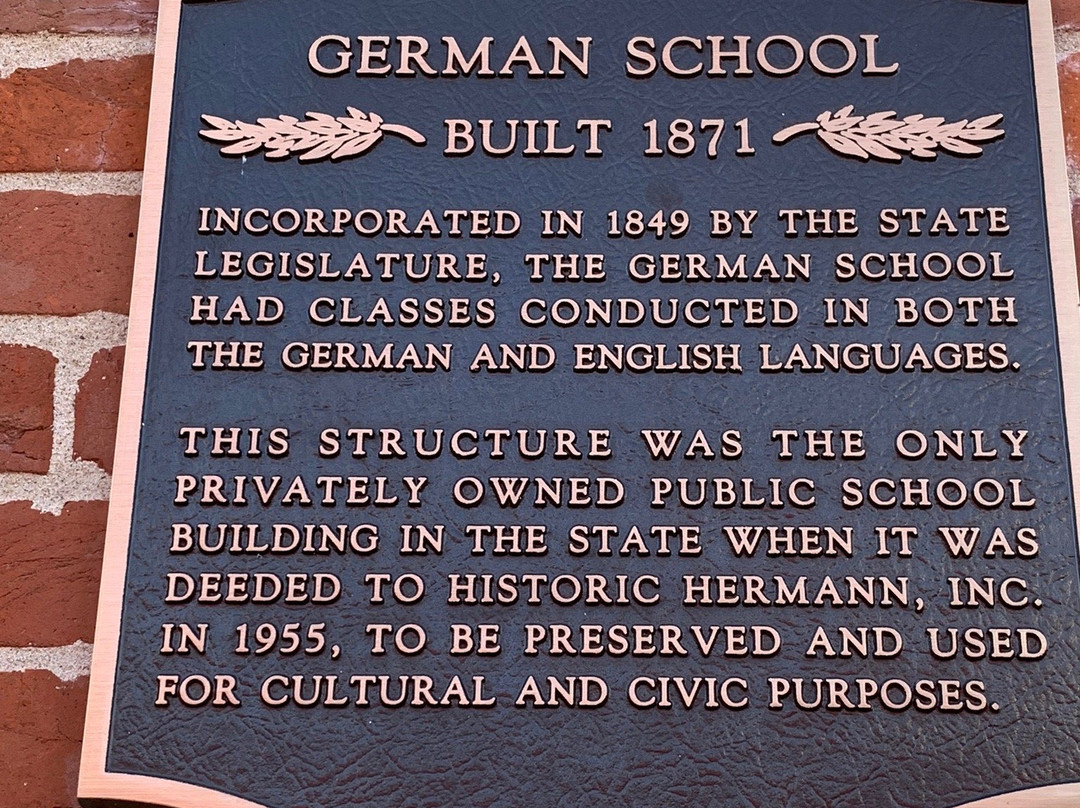 GERMAN SCHOOL
BUILT 1871
INCORPORATED IN 1849 BY THE STATE
LEGISLATURE, THE GERMAN SCHOOL
HAD CLASSES CONDUCTED IN BOTH
THE GERMAN AND ENGLISH LANGUAGES.
THIS STRUCTURE WAS THE ONLY
PRIVATELY OWNED PUBLIC SCHOOL
BUILDING IN THE STATE WHEN IT WAS
DEEDED TO HISTORIC HERMANN, INC.
IN 1955, TO BE PRESERVED AND USED
FOR CULTURAL AND CIVIC PURPOSES.